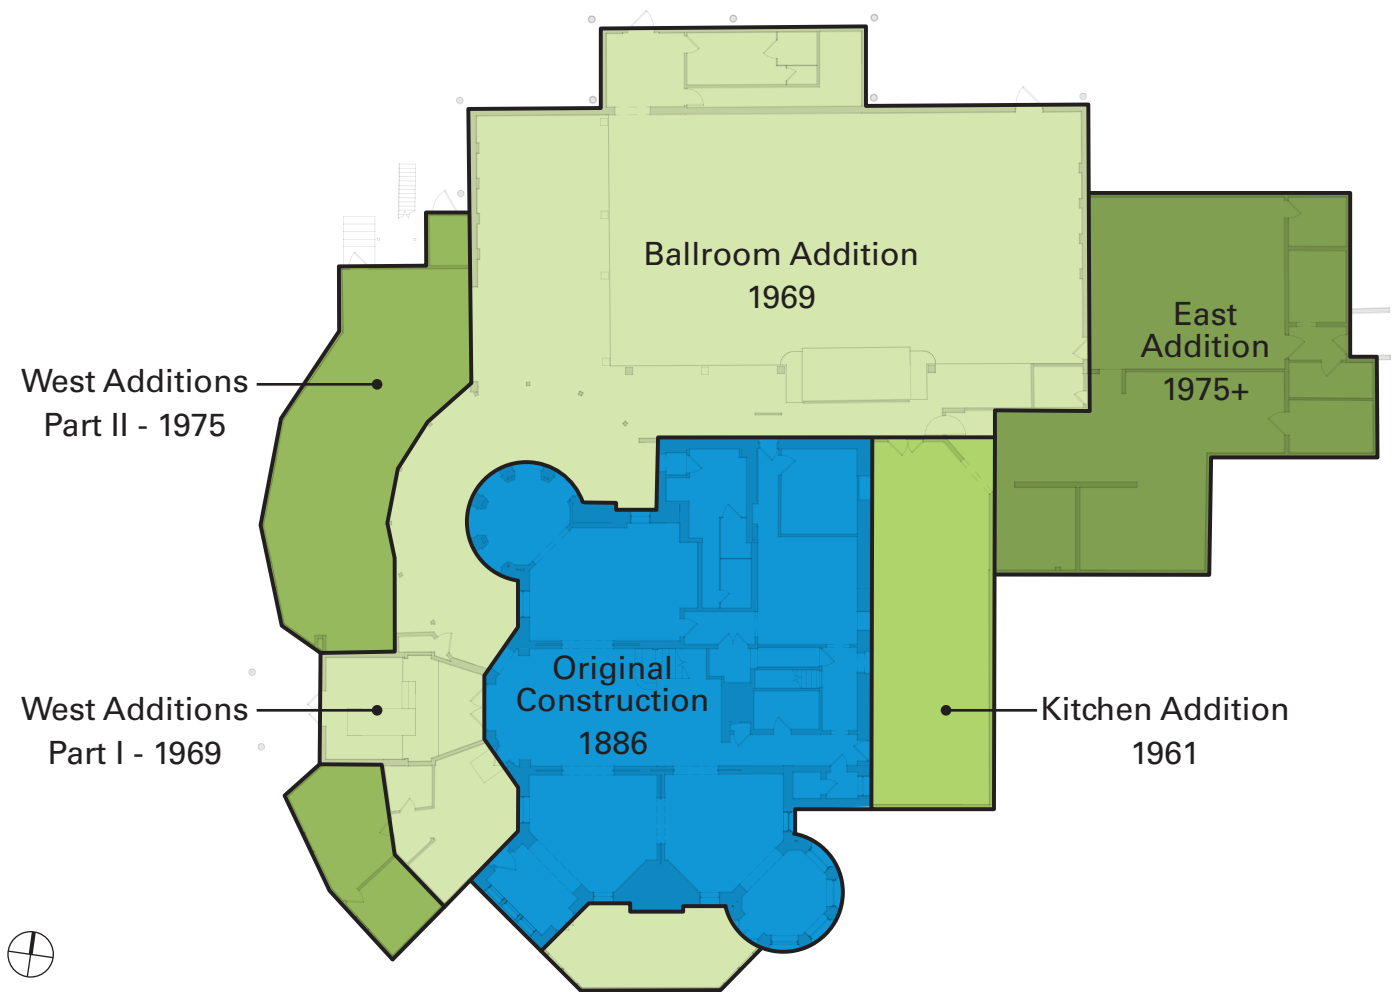 Ballroom Addition
1969
East
Addition
1975+
West Additions
Part II - 1975
Original
Construction
1886
West Additions
Part I - 1969
Kitchen Addition
1961